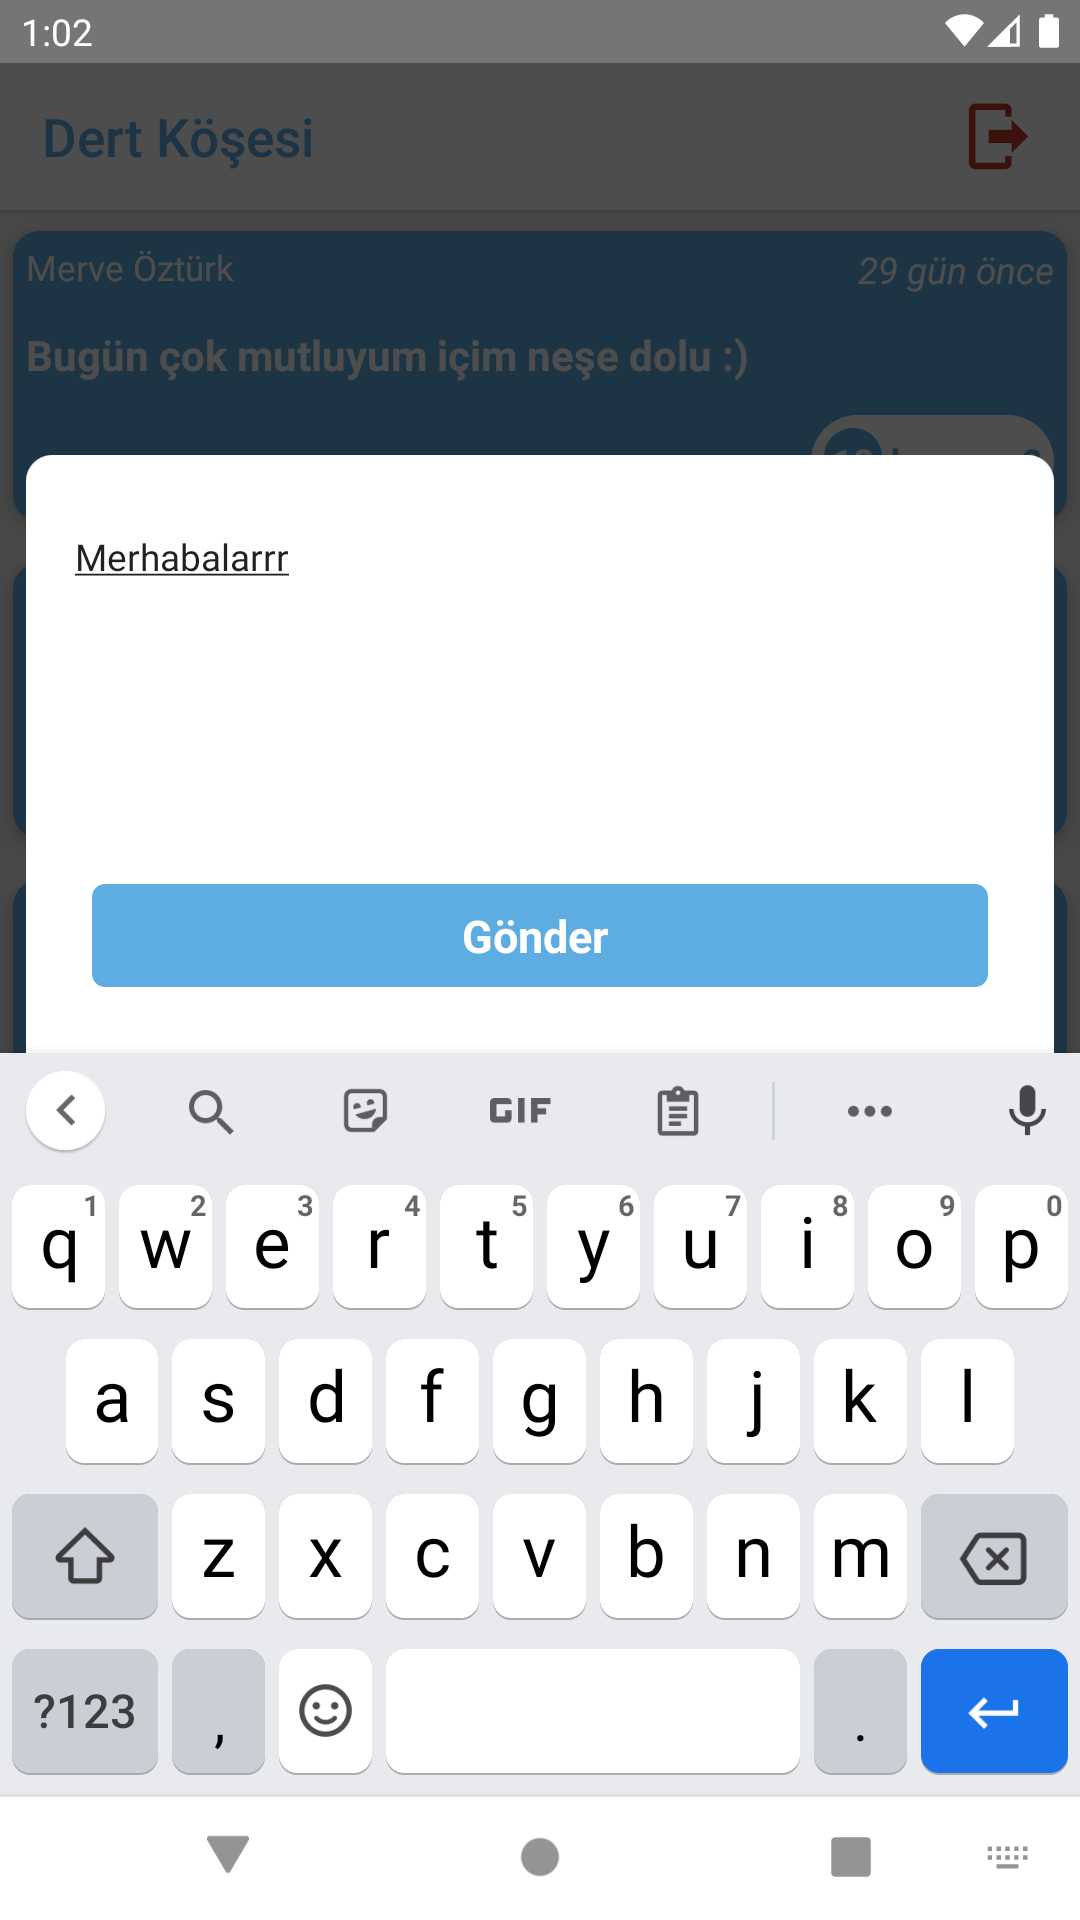 1:02
Dert Köşesi
Merve Öztürk
29 gün önce
Bugün çok mutluyum içim neşe dolu :)
Merhabalarrr
Gönder
GIF
1 2 3 4 5 6 7 8 9 0
q w e r t y u i o p
a s d f g h j k l
z x c v b n m
?123 , .